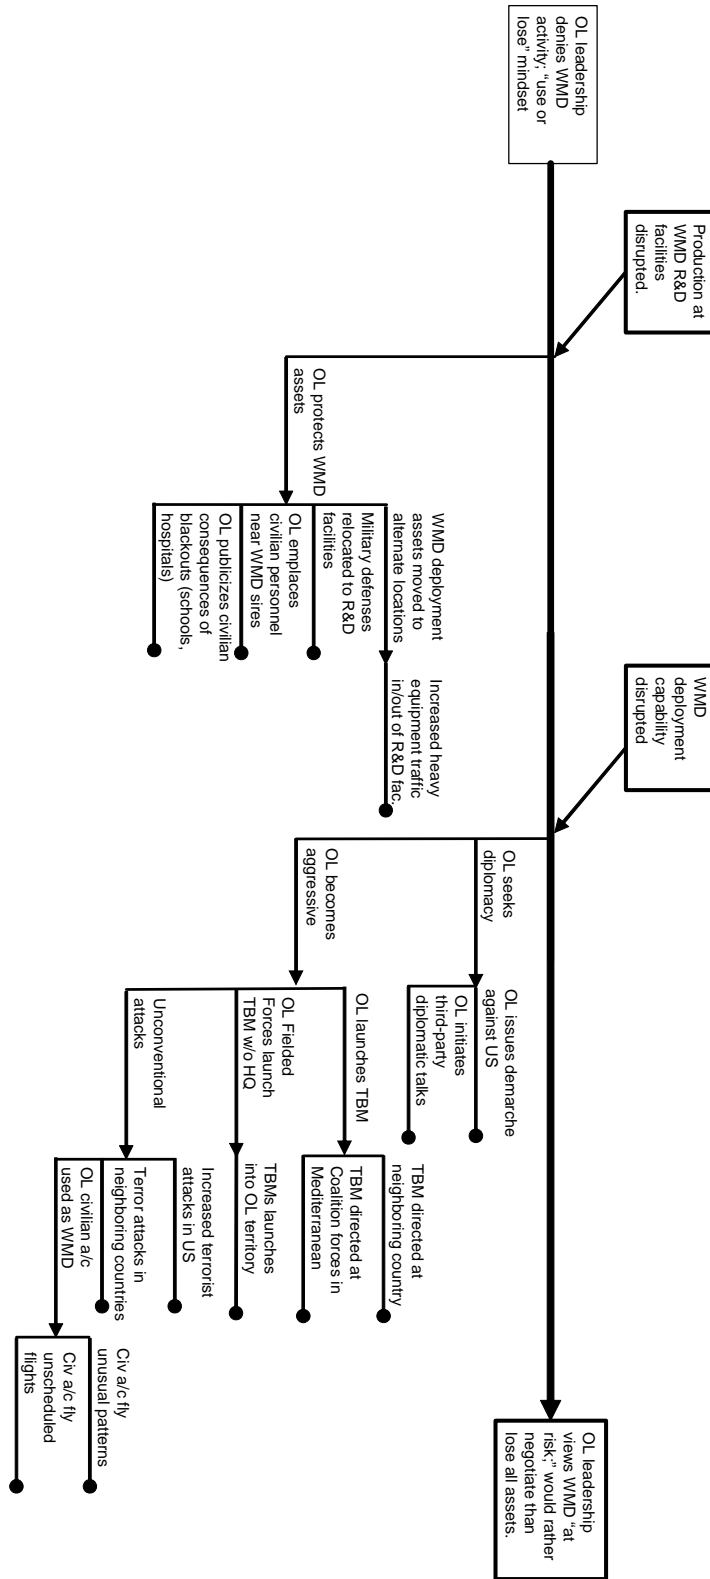 OL leadership
denies WMD
activity; “use or
lose” mindset
Production at
WMD R&D
facilities
disrupted.
OL protects WMD
assets
WMD deployment
assets moved to
alternate locations
Increased heavy
equipment traffic
in/out of R&D fac.
Military defenses
relocated to R&D
facilities
OL emplaces
civilian personnel
near WMD sires
OL publicizes civilian
consequences of
blackouts (schools,
hospitals)
WMD
deployment
capability
disrupted
OL seeks
diplomacy
OL issues demarche
against US
OL initiates
third-party
diplomatic talks
OL becomes
aggressive
OL launches TBM
TBM directed at
neighboring country
TBM directed at
Coalition forces in
Mediterranean
OL Fielded
Forces launch
TBM w/o HQ
TBMs launches
into OL territory
Unconventional
attacks
Increased terrorist
attacks in US
Terror attacks in
neighboring countries
OL civilian a/c
used as WMD
Civ a/c fly
unusual patterns
Civ a/c fly
unscheduled
flights
OL leadership
views WMD “at
risk;” would rather
negotiate than
lose all assets.